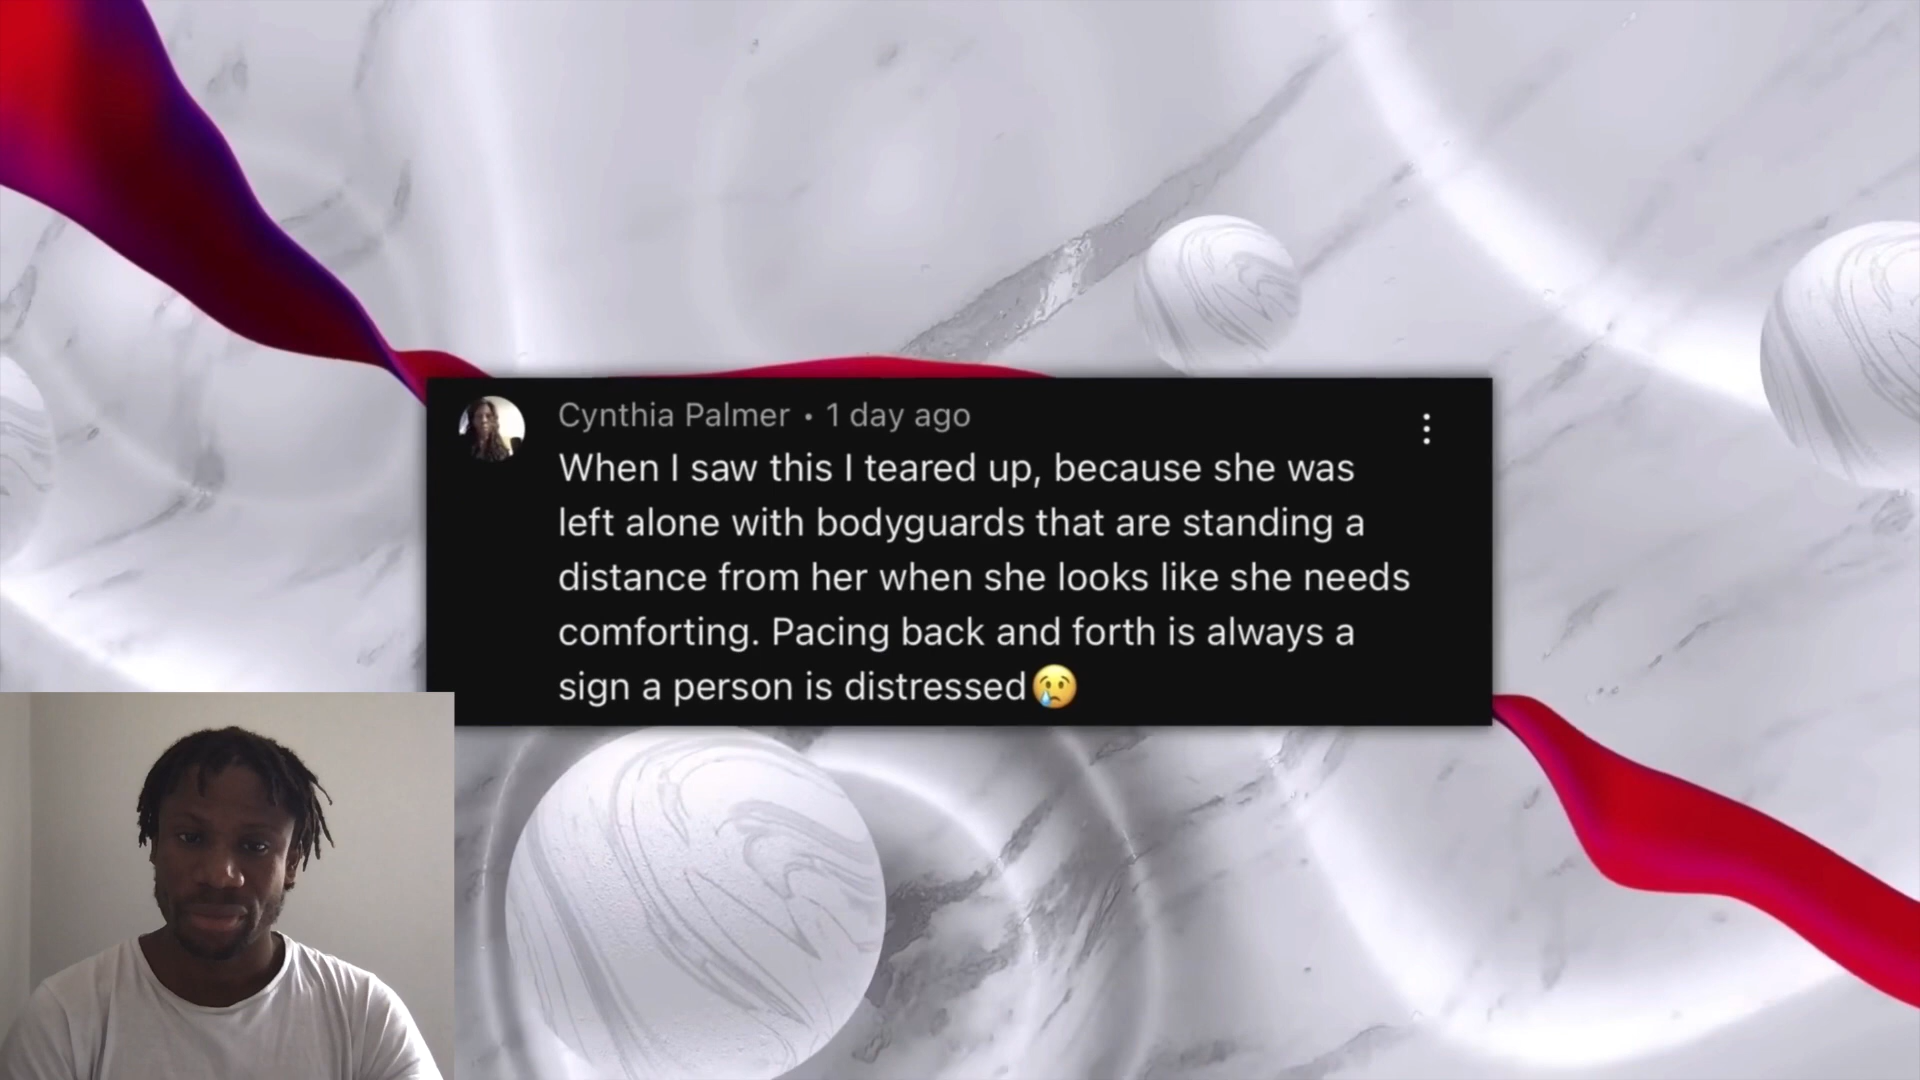 Cynthia Palmer • 1 day ago
When I saw this I teared up, because she was
left alone with bodyguards that are standing a
distance from her when she looks like she needs
comforting. Pacing back and forth is always a
sign a person is distressed😢